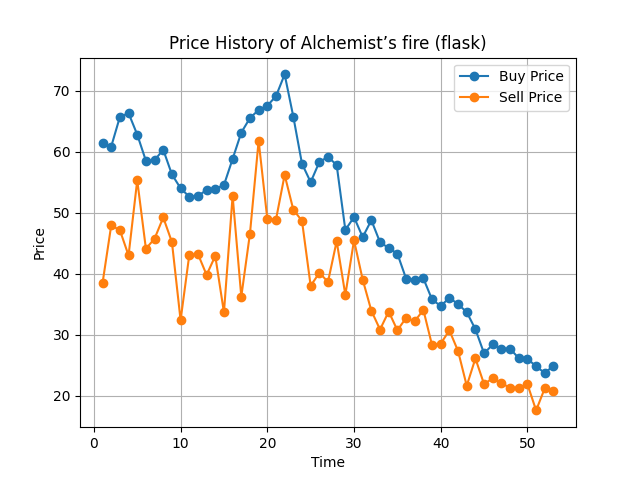 Price History of Alchemist’s fire (flask)
Buy Price
Sell Price
Price
70
60
50
40
30
20
0 10 20 30 40 50
Time